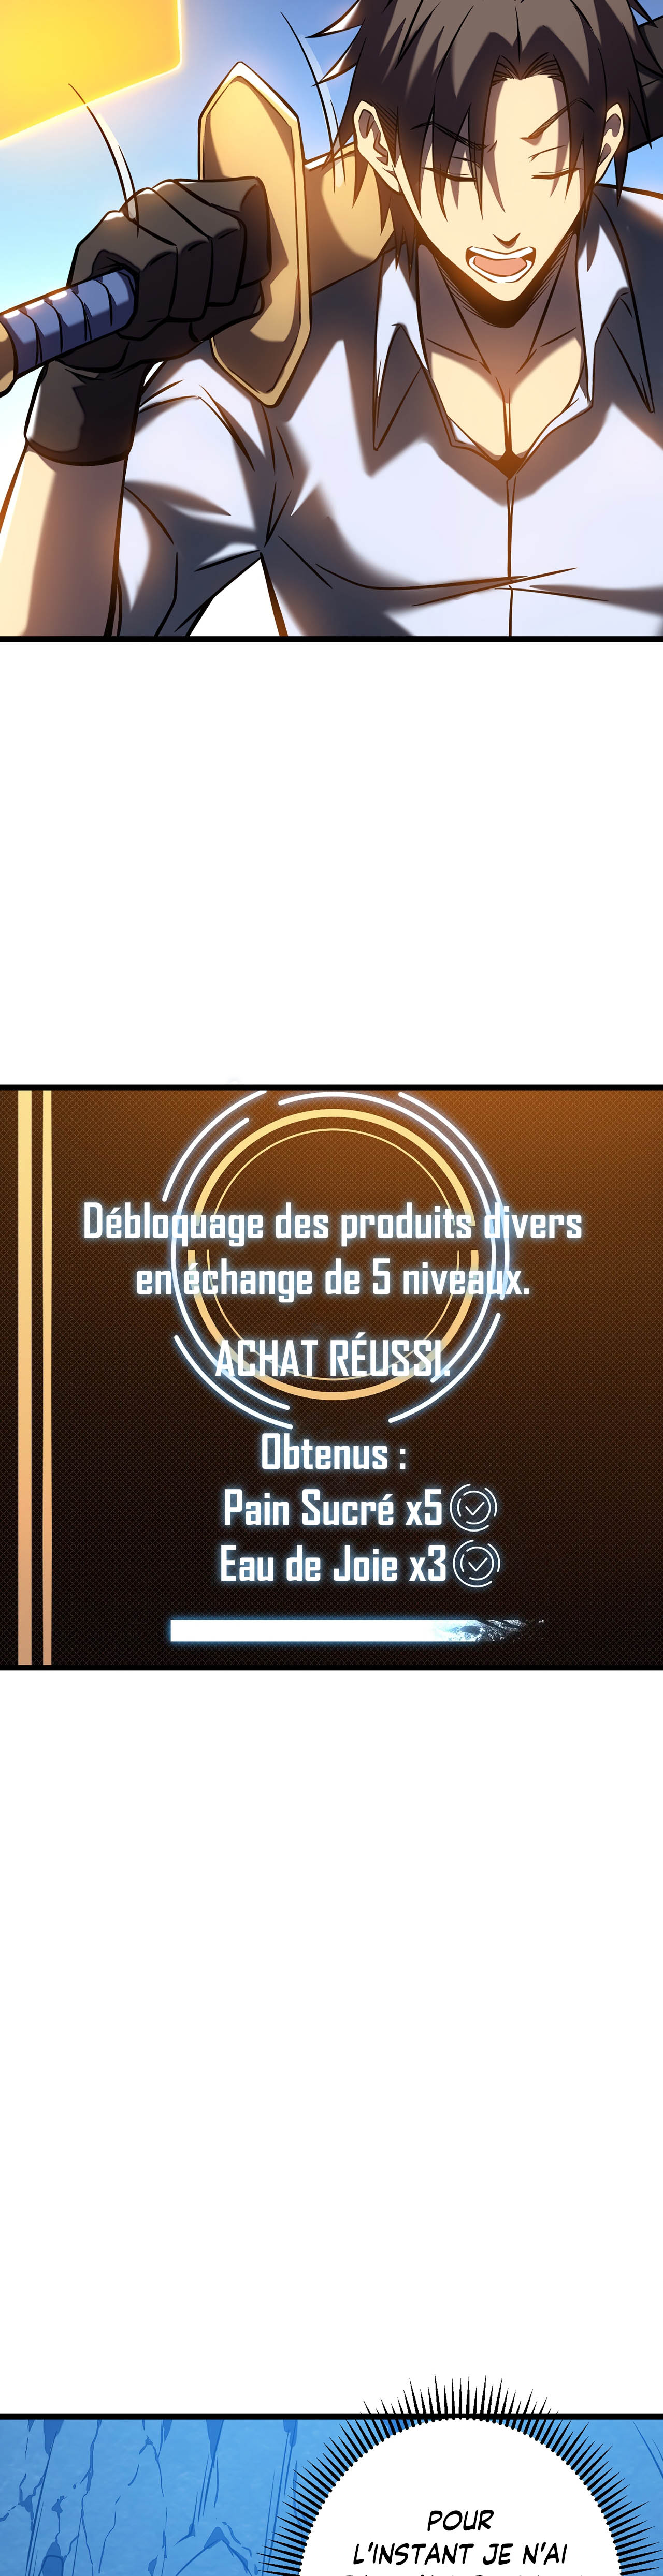 Débloquage des produits divers
en échange de 5 niveaux.
ACHAT RÉUSSI.
Obtenus :
Pain Sucré x5
Eau de Joie x3
POUR
L'INSTANT JE N'AI